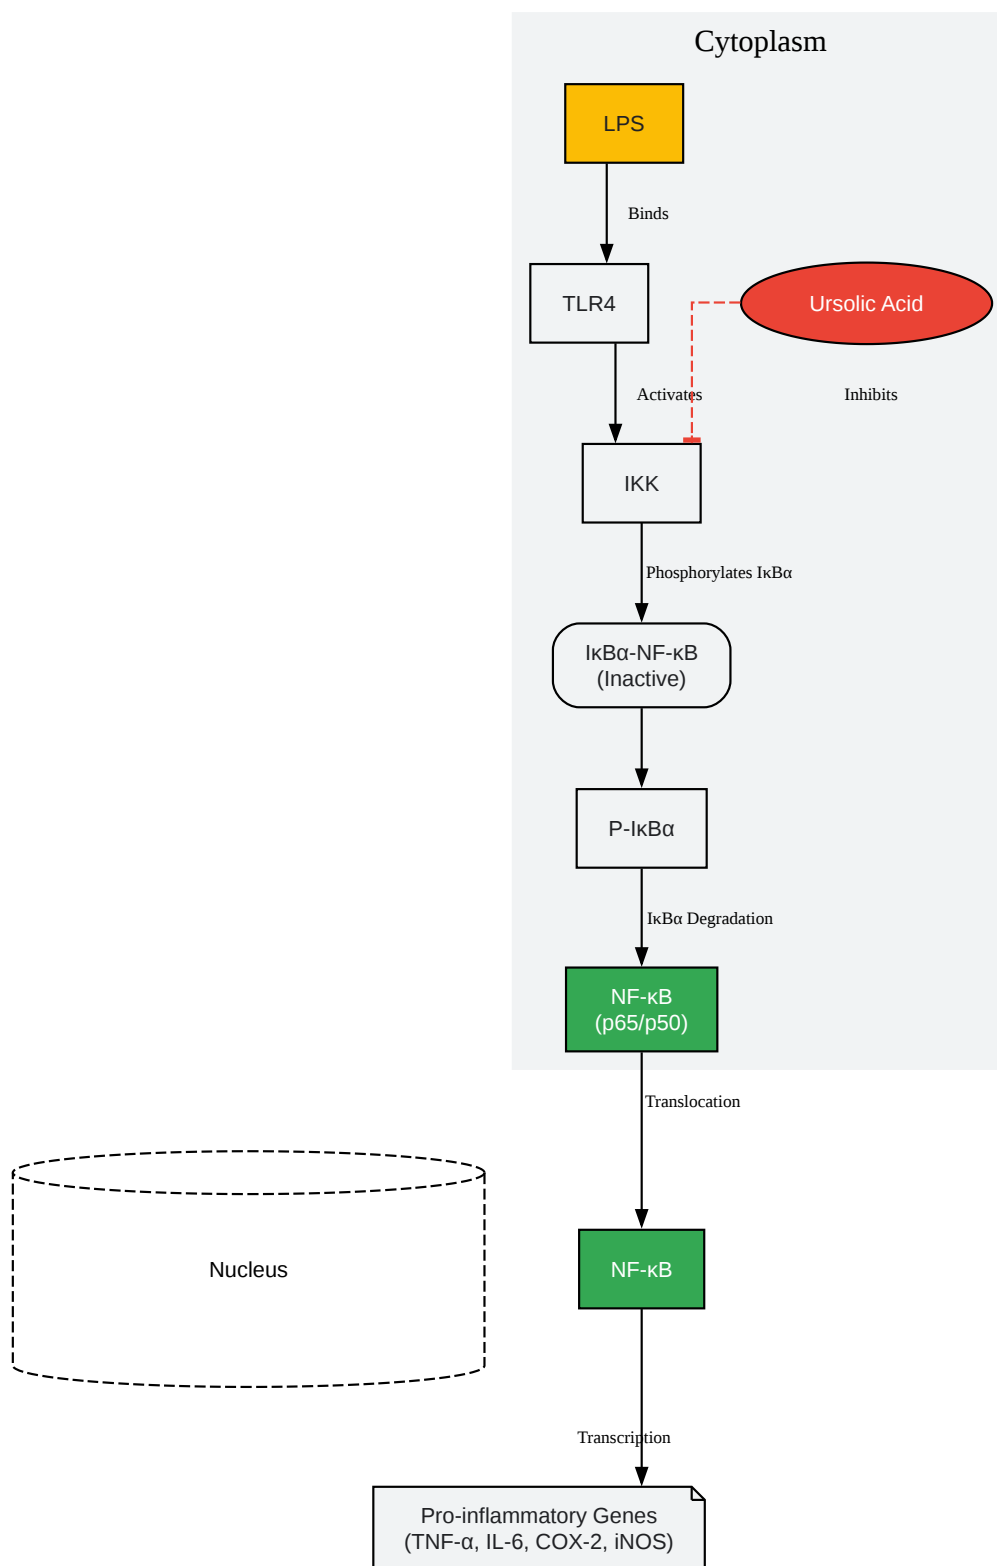 Cytoplasm
LPS
Binds
TLR4
Ursolic Acid
Activates
Inhibits
IKK
Phosphorylates IκBα
IκBα-NF-κB
(Inactive)
P-IκBα
IκBα Degradation
NF-κB
(p65/p50)
Translocation
Nucleus
NF-κB
Transcription
Pro-inflammatory Genes
(TNF-α, IL-6, COX-2, iNOS)